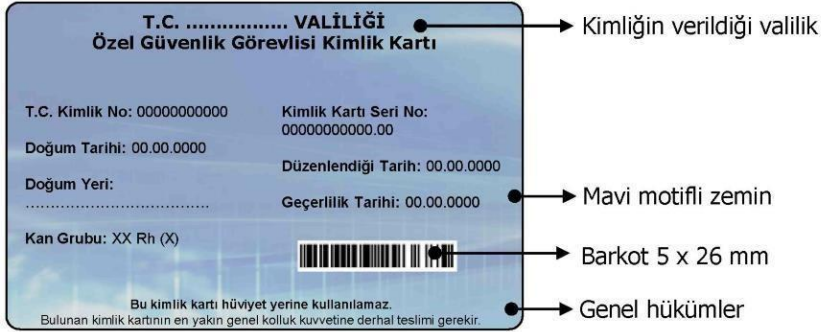 T.C. ................. VALİLİĞİ
Özel Güvenlik Görevlisi Kimlik Kartı
Kimliğin verildiği valilik
T.C. Kimlik No: 00000000000
Kimlik Kartı Seri No:
00000000000.00
Doğum Tarihi: 00.00.0000
Düzenlendiği Tarih: 00.00.0000
Doğum Yeri:
....................................
Geçerlilik Tarihi: 00.00.0000
Mavi motifli zemin
Kan Grubu: XX Rh (X)
Barkot 5 x 26 mm
Bu kimlik kartı hüviyet yerine kullanılamaz.
Bulunan kimlik kartının en yakın genel kolluk kuvvetine derhal teslimi gerekir.
Genel hükümler